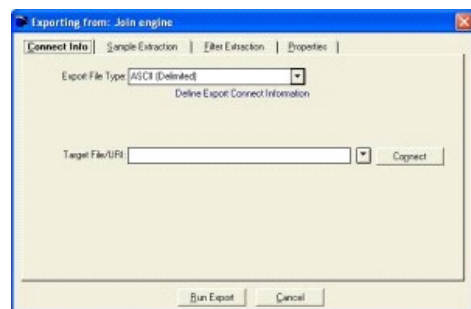 Exporting from: Join engine
Connect Info Sample Extraction Filter Extraction Properties
Export File Type: ASCII (Delimited)
Define Export Connect Information
Target File/URI: Connect
Run Export Cancel